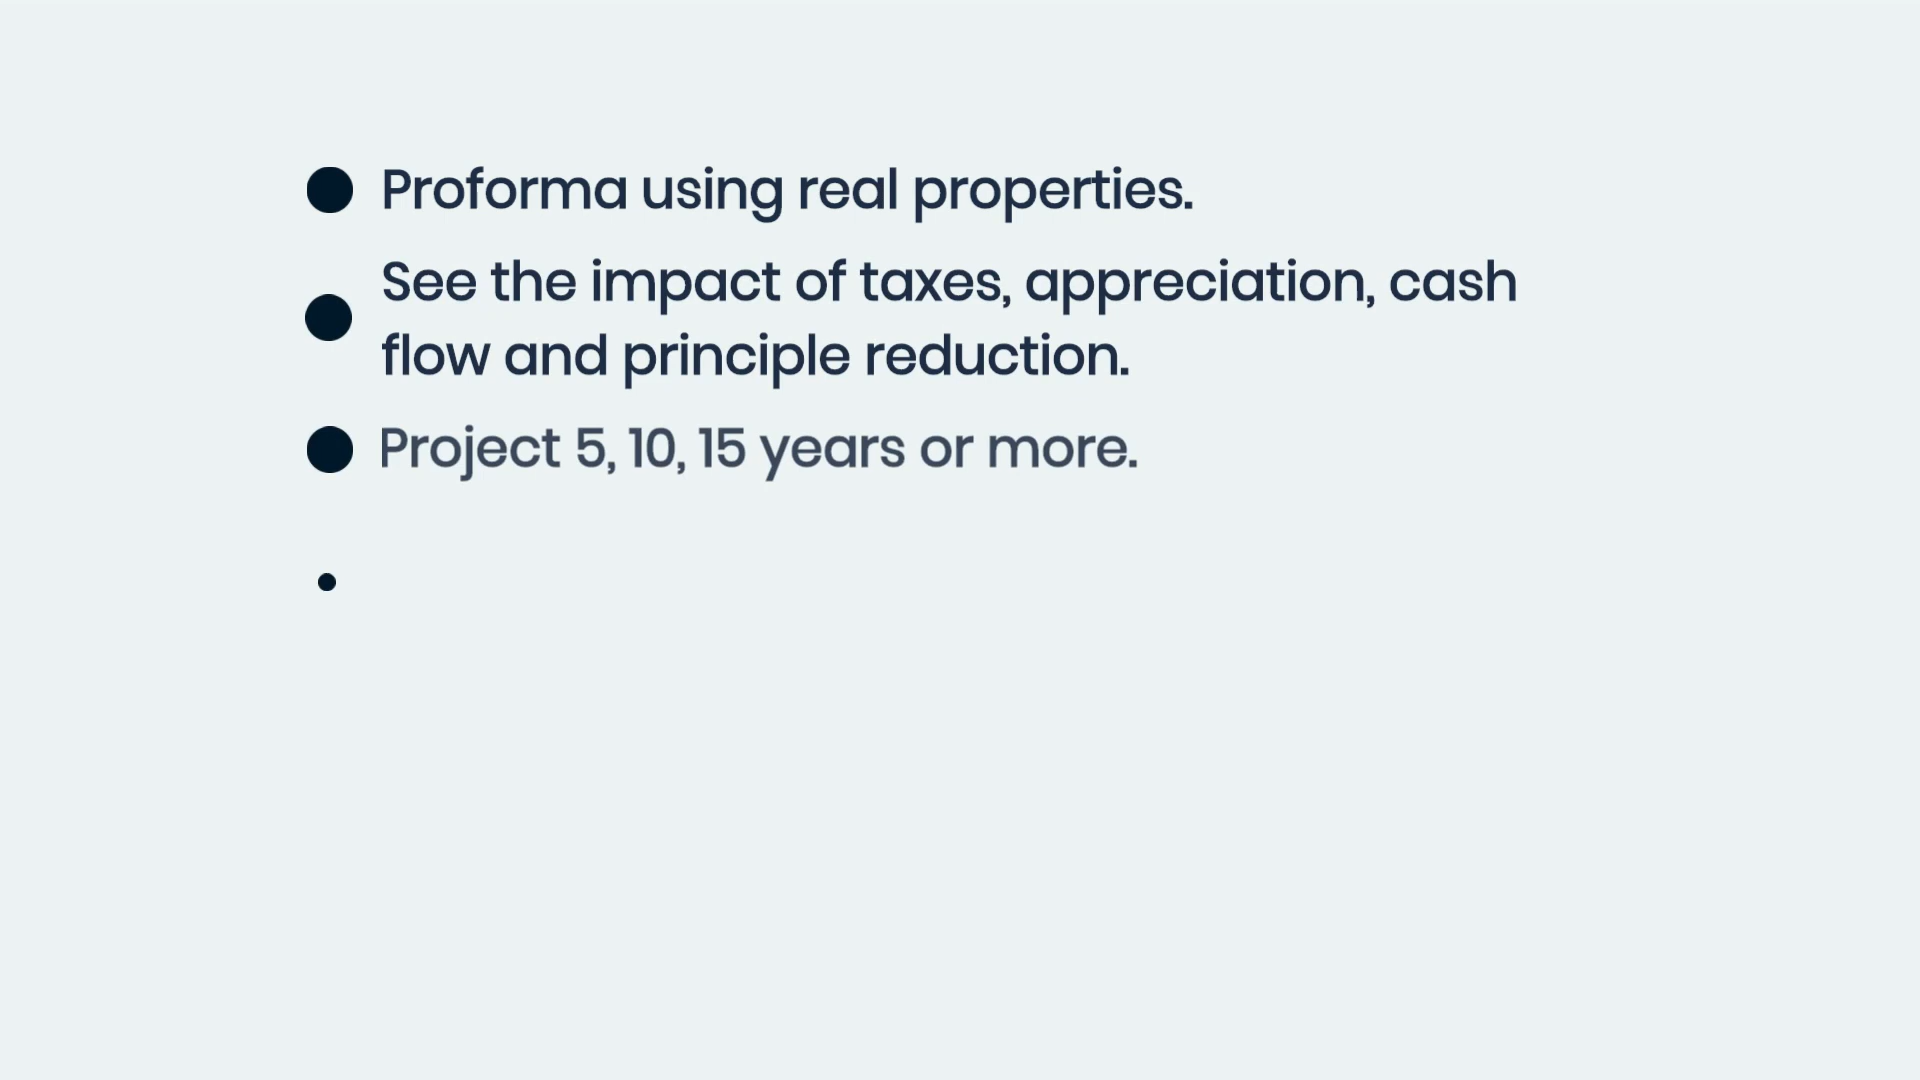 Proforma using real properties.
See the impact of taxes, appreciation, cash
flow and principle reduction.
Project 5, 10, 15 years or more.